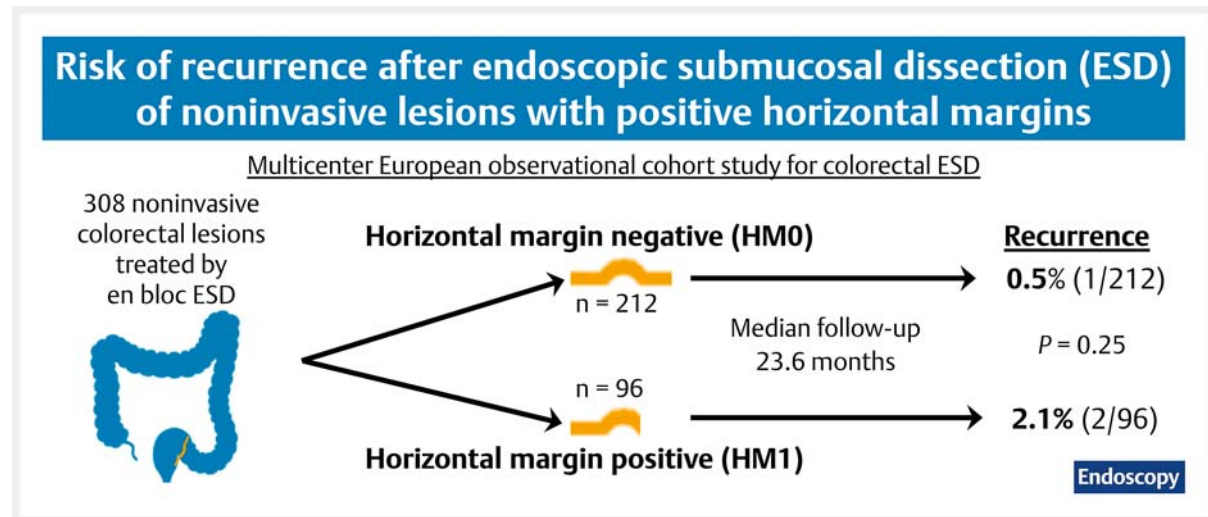 Risk of recurrence after endoscopic submucosal dissection (ESD)
of noninvasive lesions with positive horizontal margins
Multicenter European observational cohort study for colorectal ESD
308 noninvasive
colorectal lesions
treated by
en bloc ESD
Horizontal margin negative (HM0)
n = 212
Median follow-up
23.6 months
n = 96
Horizontal margin positive (HM1)
Recurrence
0.5% (1/212)
P = 0.25
2.1% (2/96)
Endoscopy